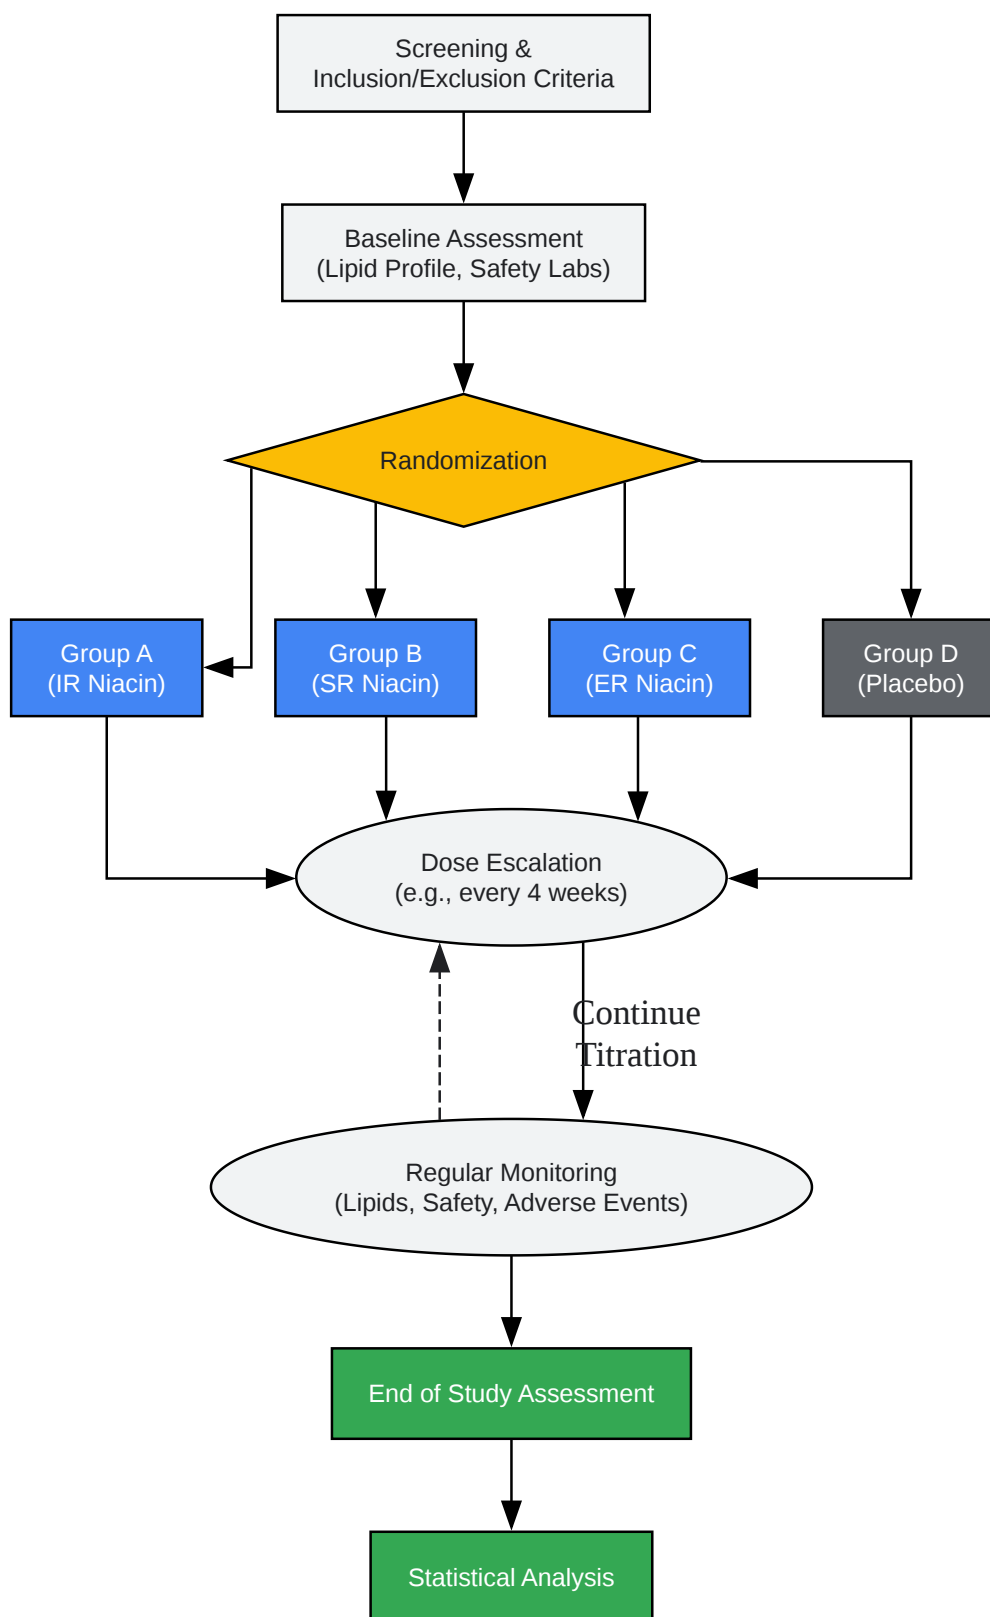 Screening &
Inclusion/Exclusion Criteria
Baseline Assessment
(Lipid Profile, Safety Labs)
Randomization
Group A
(IR Niacin)
Group B
(SR Niacin)
Group C
(ER Niacin)
Group D
(Placebo)
Dose Escalation
(e.g., every 4 weeks)
Continue
Titration
Regular Monitoring
(Lipids, Safety, Adverse Events)
End of Study Assessment
Statistical Analysis